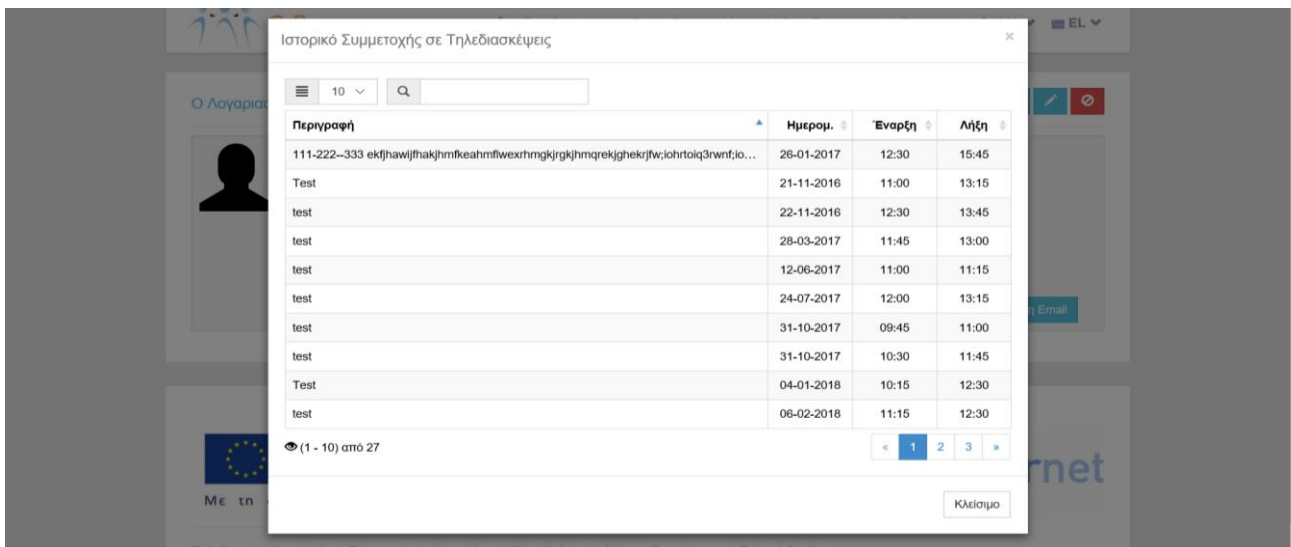 EL
Ιστορικό Συμμετοχής σε Τηλεδιασκέψεις ×
Ο Λογαριασ
10
Περιγραφή Ημερομ. Έναρξη Λήξη
111-222--333 ekfjhawijfhakjhmfkeahmflwexrhmgkjrgkjhmqrekjghekrjfw;iohrtoiq3rwnf;io... 26-01-2017 12:30 15:45
Test 21-11-2016 11:00 13:15
test 22-11-2016 12:30 13:45
test 28-03-2017 11:45 13:00
test 12-06-2017 11:00 11:15
test 24-07-2017 12:00 13:15
η Email
test 31-10-2017 09:45 11:00
test 31-10-2017 10:30 11:45
Test 04-01-2018 10:15 12:30
test 06-02-2018 11:15 12:30
(1 - 10) από 27 « 1 2 3 »
rnet
Με τη
Κλείσιμο